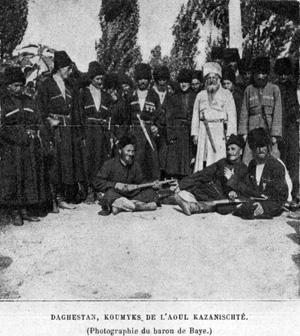 DAGHESTAN, KOUMYKS DE L'AOUL KAZANISCHTÉ.
(Photographie du baron de Baye.)